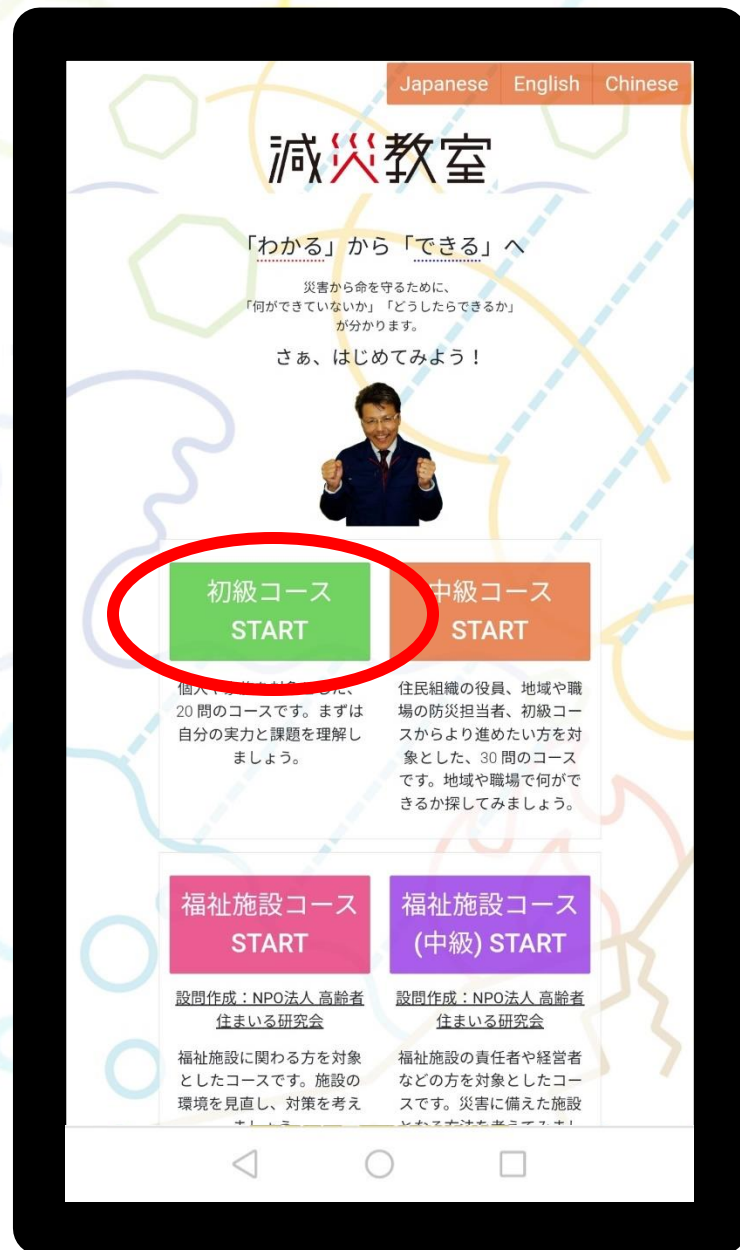 Japanese English Chinese
減災教室
「わかる」から「できる」へ
災害から命を守るために、
「何ができていないか」「どうしたらできるか」
が分かります。
さぁ、はじめてみよう！
初級コース
START
20 問のコースです。まずは
自分の実力と課題を理解し
ましょう。
中級コース
START
住民組織の役員、地域や職
場の防災担当者、初級コー
スからより進めたい方を対
象とした、30 問のコース
です。地域や職場で何がで
きるか探してみましょう。
福祉施設コース
START
設問作成：NPO法人 高齢者
住まいる研究会
福祉施設に関わる方を対象
としたコースです。施設の
環境を見直し、対策を考え
福祉施設コース
(中級) START
設問作成：NPO法人 高齢者
住まいる研究会
福祉施設の責任者や経営者
などの方を対象としたコー
スです。災害に備えた施設